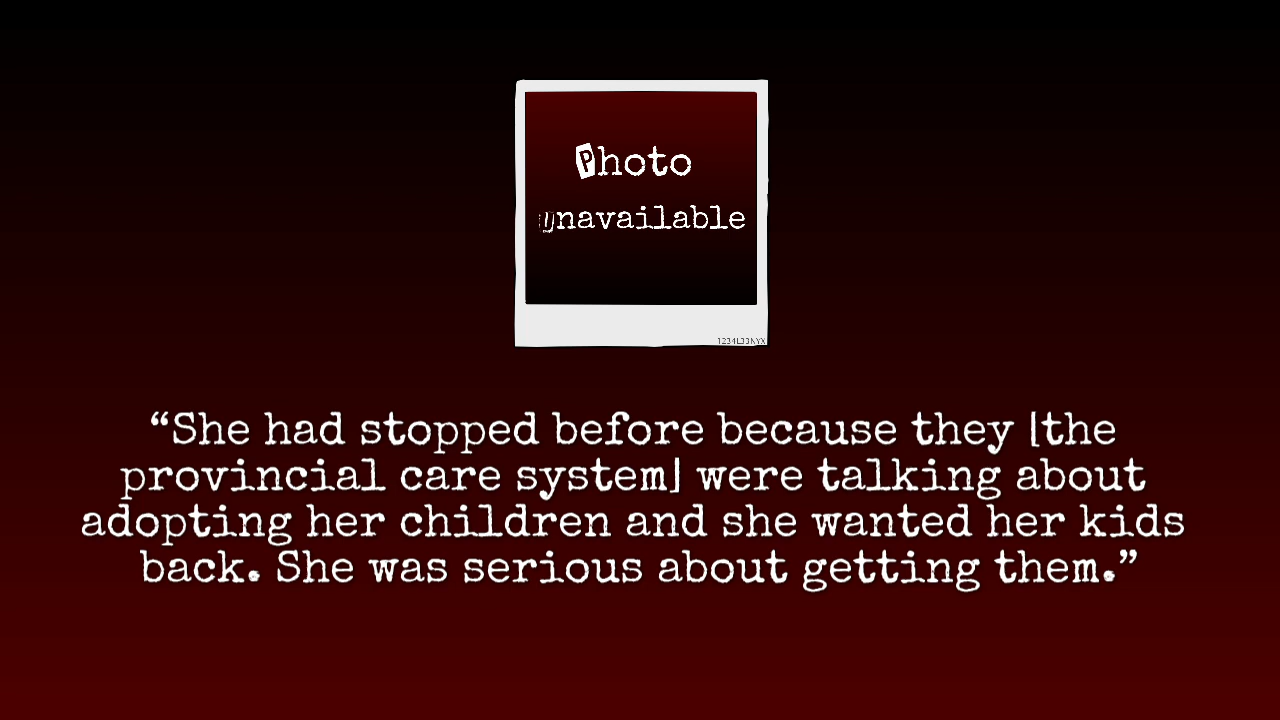 Photo
Unavailable
1234L33NYX
“She had stopped before because they [the
provincial care system] were talking about
adopting her children and she wanted her kids
back. She was serious about getting them.”